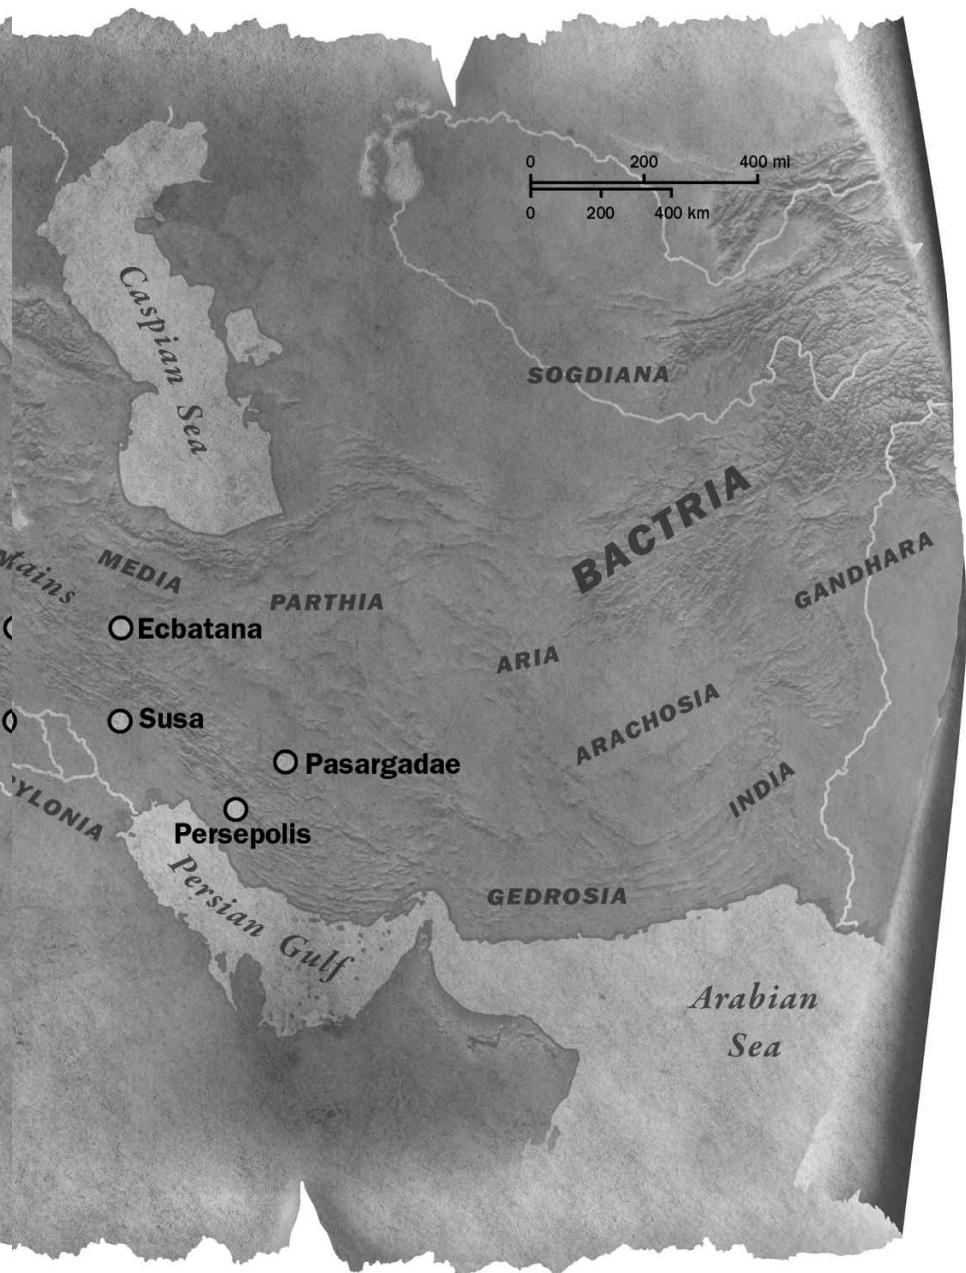 0 200 400 mi
0 200 400 km
Caspian Sea
SOGDIANA
BACTRIA
GANDHARA
MEDIA
tains
PARTHIA
Ecbatana
ARIA
Susa
ARACHOSIA
Pasargadae
INDIA
YLONIA
Persepolis
Persian Gulf
GEDROSIA
Arabian
Sea